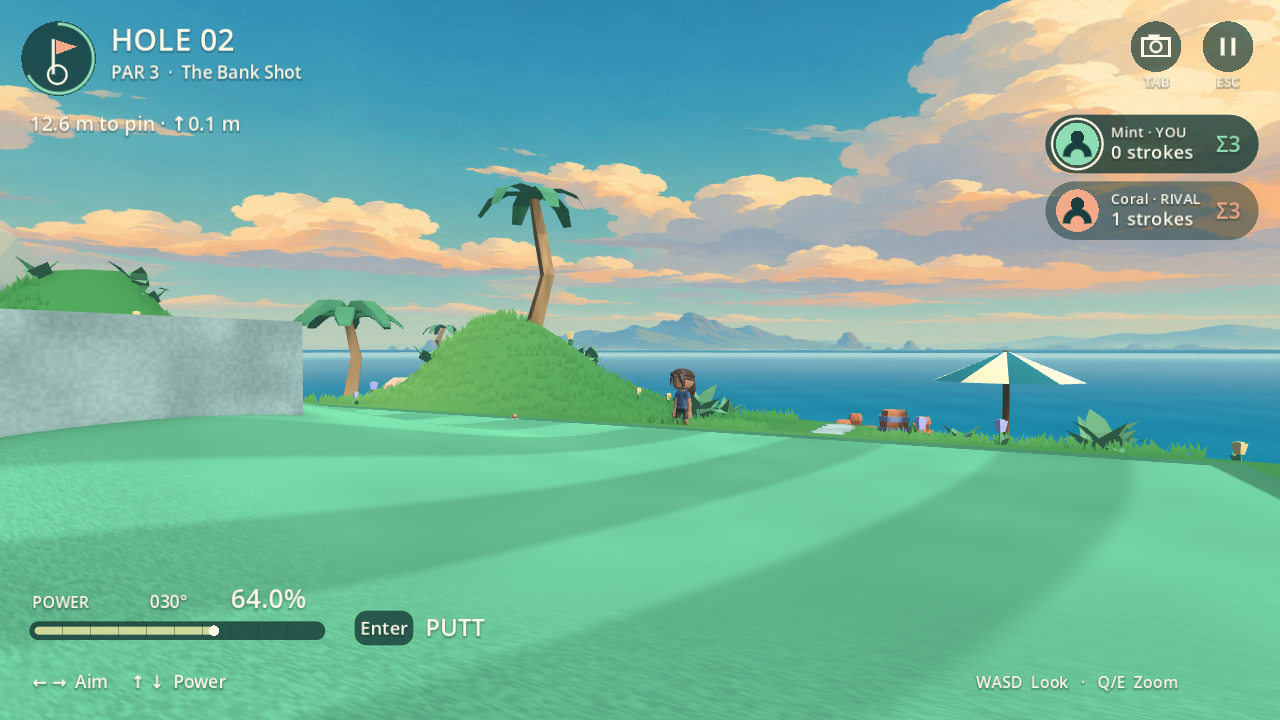 HOLE 02
PAR 3 · The Bank Shot
12.6 m to pin · ↑0.1 m
TAB
ESC
Mint · YOU
0 strokes
Σ3
Coral · RIVAL
1 strokes
Σ3
POWER 030° 64.0%
Enter PUTT
←→ Aim ↑↓ Power
WASD Look · Q/E Zoom